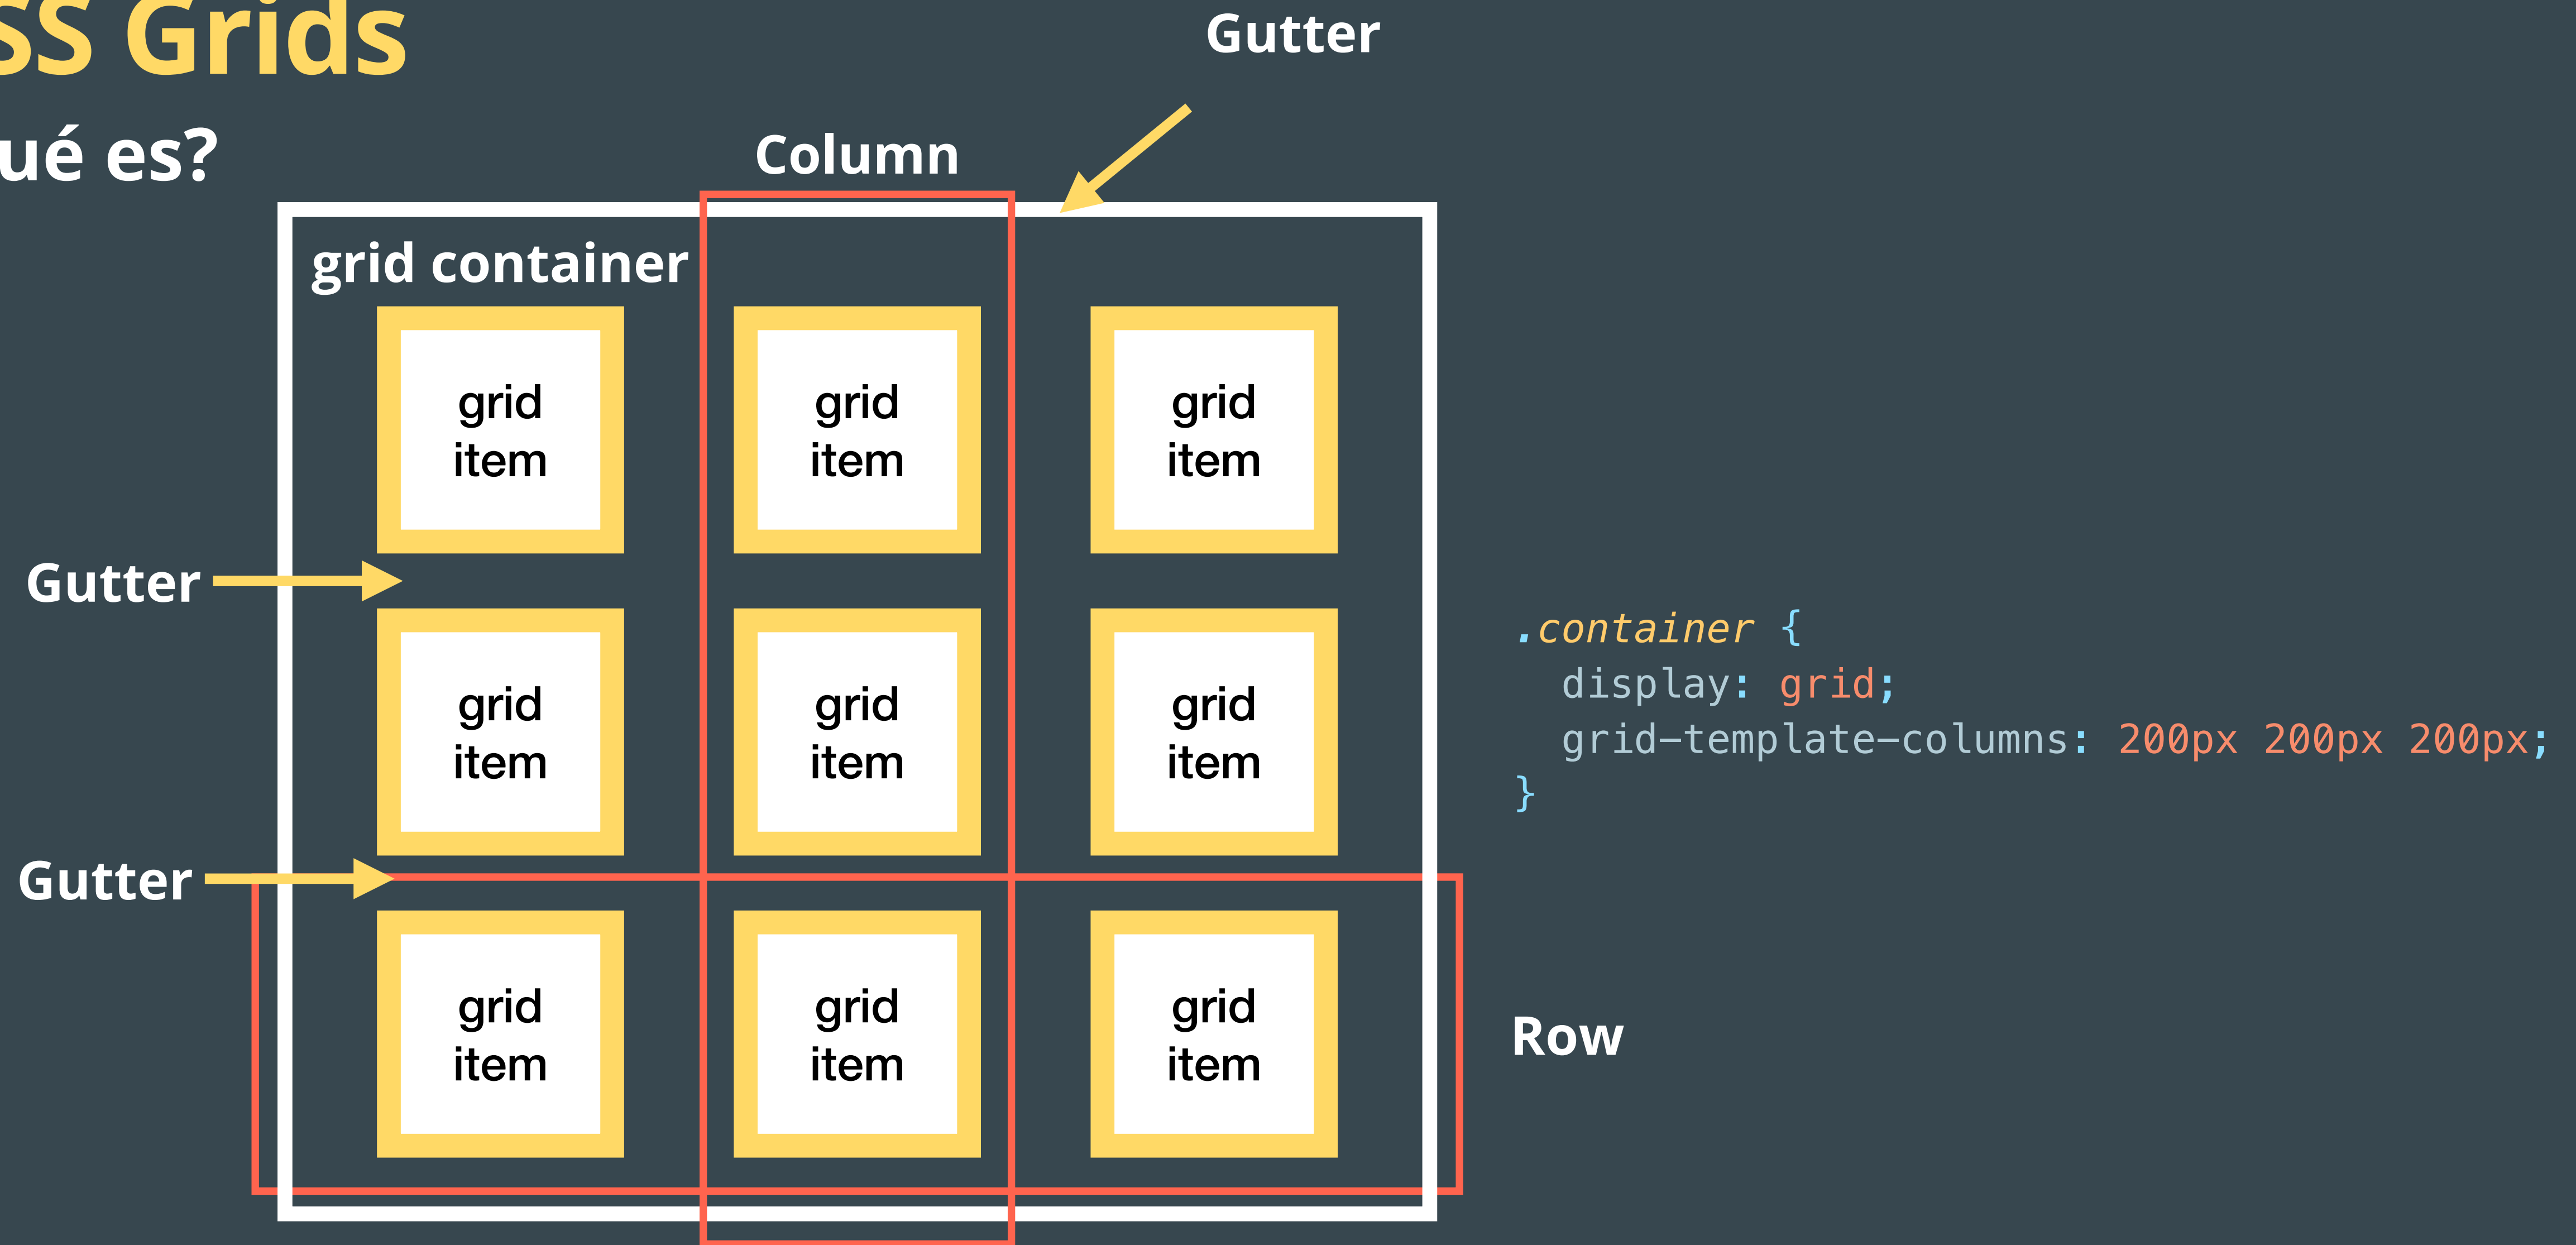 SS Grids
ué es?
Gutter
Column
grid container
grid
item
grid
item
grid
item
Gutter
grid
item
grid
item
grid
item
.container {
  display: grid;
  grid-template-columns: 200px 200px 200px;
}
Gutter
grid
item
grid
item
grid
item
Row